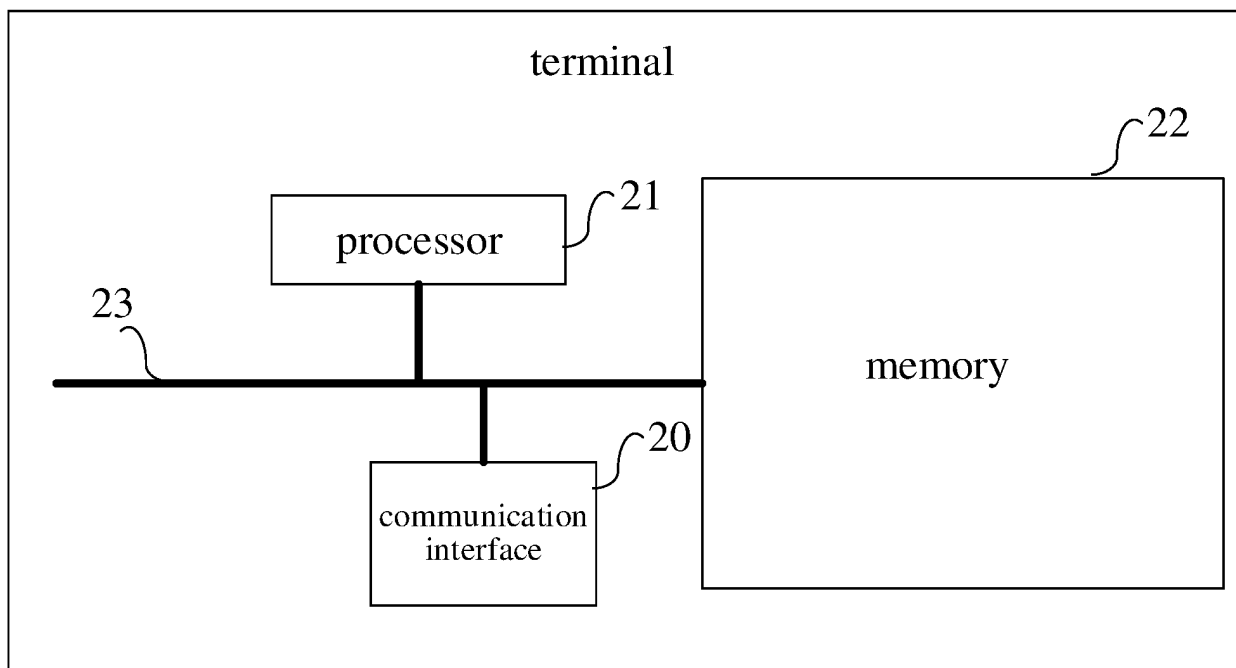 terminal
22
21
processor
23
memory
20
communication
interface